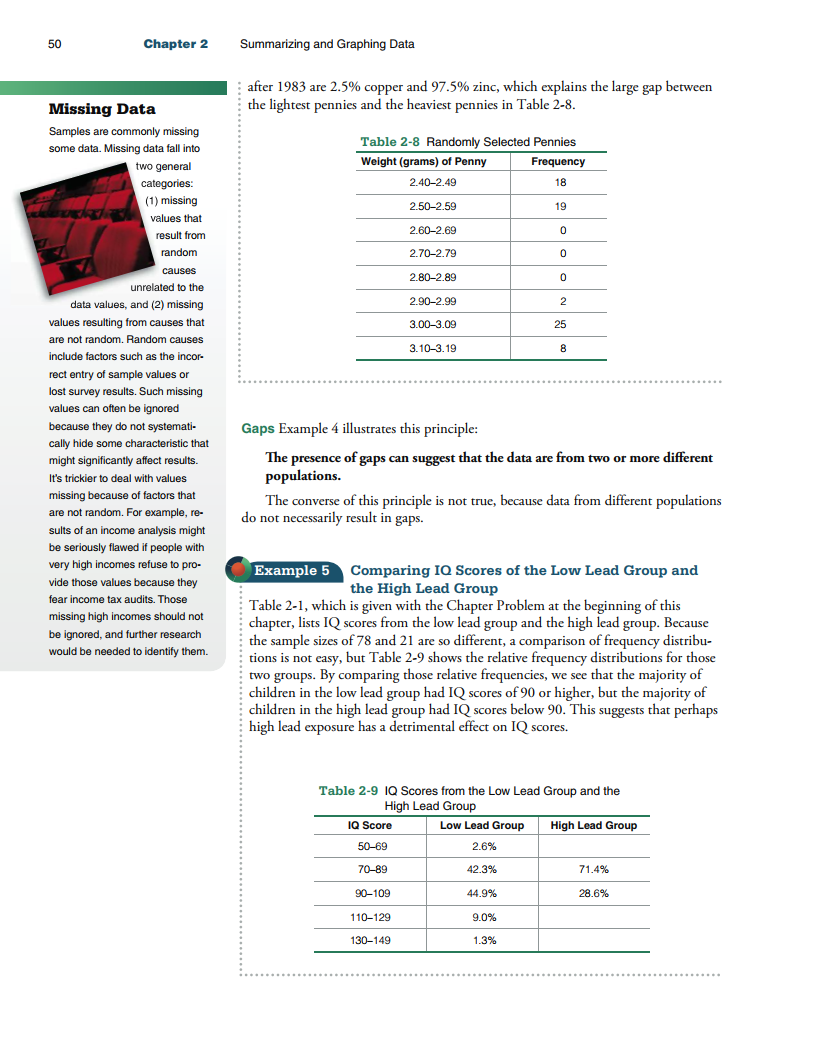 50 Chapter 2 Summarizing and Graphing Data
Missing Data
Samples are commonly missing
some data. Missing data fall into
two general
categories:
(1) missing
values that
result from
random
causes
unrelated to the
data values, and (2) missing
values resulting from causes that
are not random. Random causes
include factors such as the incor-
rect entry of sample values or
lost survey results. Such missing
values can often be ignored
because they do not systemati-
cally hide some characteristic that
might significantly affect results.
It's trickier to deal with values
missing because of factors that
are not random. For example, re-
sults of an income analysis might
be seriously flawed if people with
very high incomes refuse to pro-
vide those values because they
fear income tax audits. Those
missing high incomes should not
be ignored, and further research
would be needed to identify them.
after 1983 are 2.5% copper and 97.5% zinc, which explains the large gap between
the lightest pennies and the heaviest pennies in Table 2-8.
Table 2-8 Randomly Selected Pennies
Weight (grams) of Penny Frequency
2.40–2.49 18
2.50–2.59 19
2.60–2.69 0
2.70–2.79 0
2.80–2.89 0
2.90–2.99 2
3.00–3.09 25
3.10–3.19 8
Gaps Example 4 illustrates this principle:
The presence of gaps can suggest that the data are from two or more different
populations.
The converse of this principle is not true, because data from different populations
do not necessarily result in gaps.
Example 5 Comparing IQ Scores of the Low Lead Group and
the High Lead Group
Table 2-1, which is given with the Chapter Problem at the beginning of this
chapter, lists IQ scores from the low lead group and the high lead group. Because
the sample sizes of 78 and 21 are so different, a comparison of frequency distribu-
tions is not easy, but Table 2-9 shows the relative frequency distributions for those
two groups. By comparing those relative frequencies, we see that the majority of
children in the low lead group had IQ scores of 90 or higher, but the majority of
children in the high lead group had IQ scores below 90. This suggests that perhaps
high lead exposure has a detrimental effect on IQ scores.
Table 2-9 IQ Scores from the Low Lead Group and the
High Lead Group
IQ Score Low Lead Group High Lead Group
50–69 2.6%
70–89 42.3% 71.4%
90–109 44.9% 28.6%
110–129 9.0%
130–149 1.3%